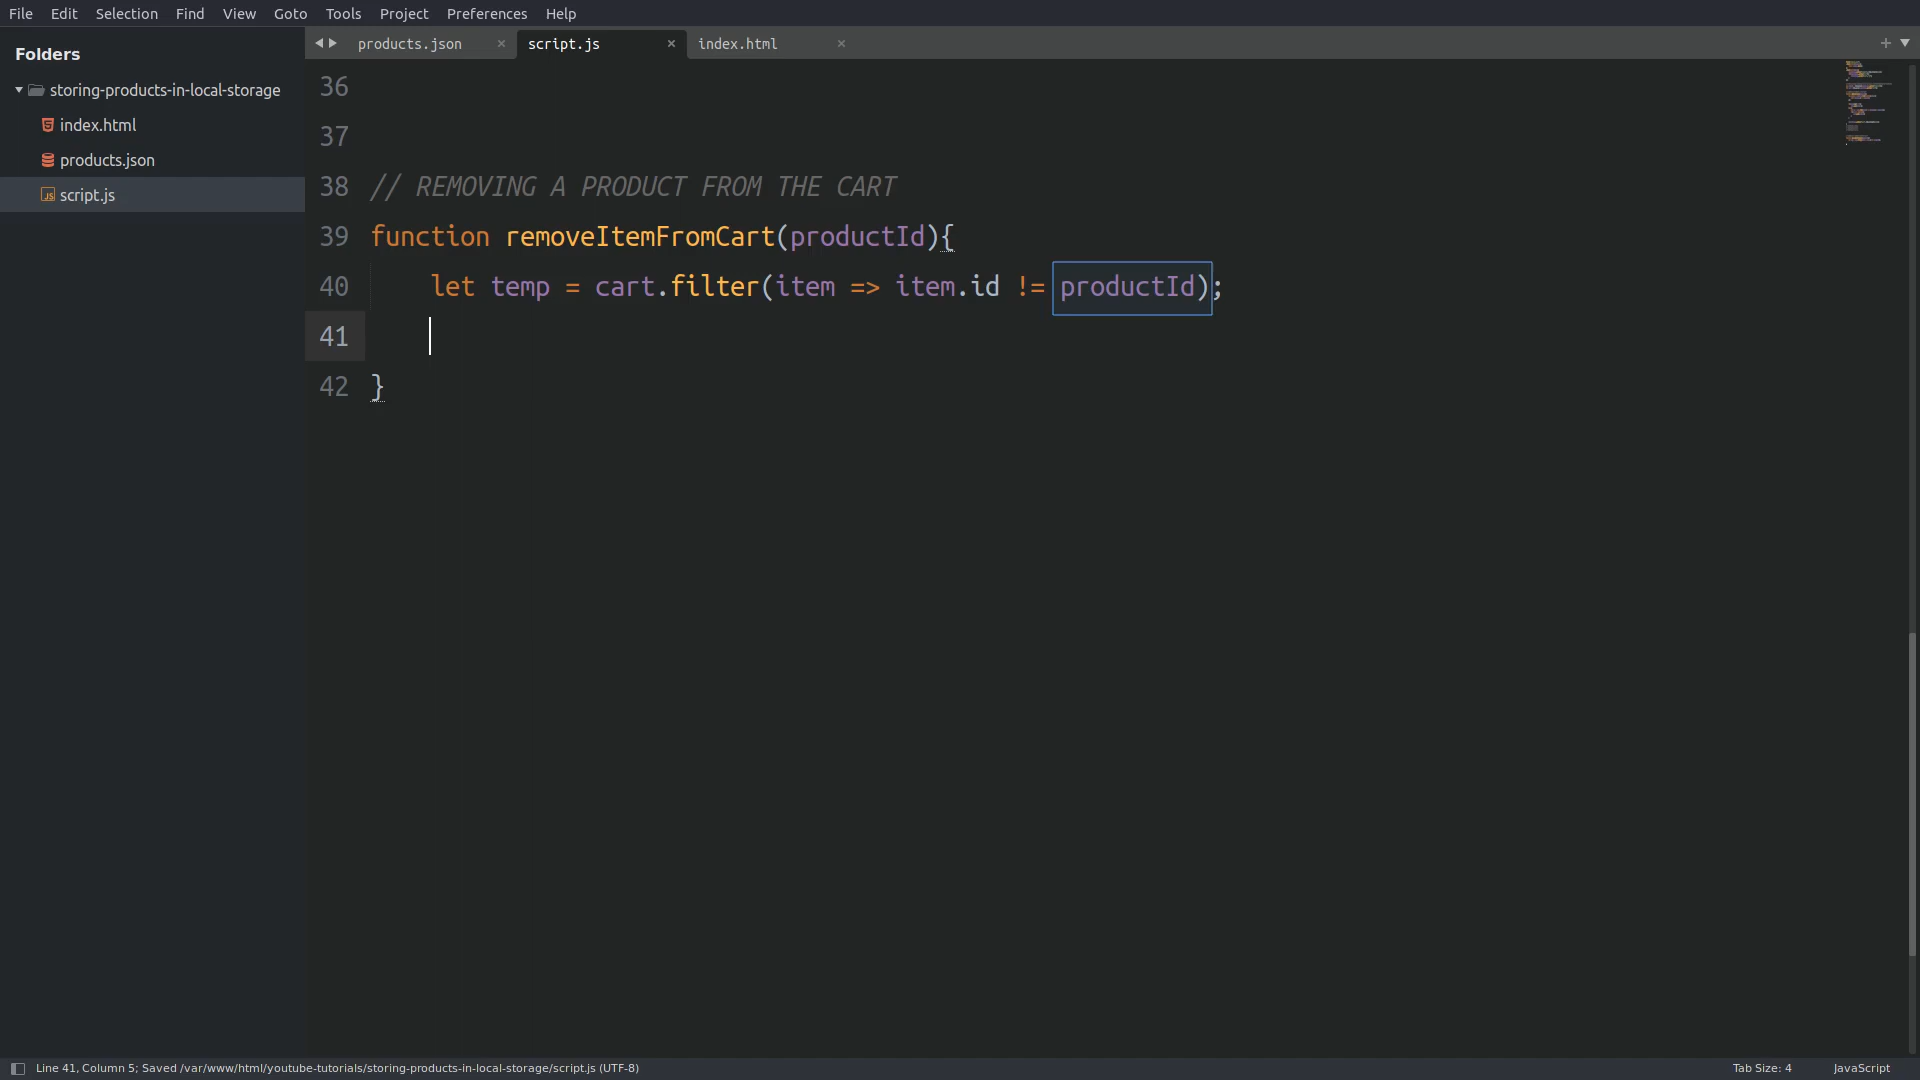 File Edit Selection Find View Goto Tools Project Preferences Help
Folders
storing-products-in-local-storage
index.html
products.json
script.js
products.json × script.js × index.html ×
36
37
38 // REMOVING A PRODUCT FROM THE CART
39 function removeItemFromCart(productId){
40 let temp = cart.filter(item => item.id != productId);
41
42 }
Line 41, Column 5; Saved /var/www/html/youtube-tutorials/storing-products-in-local-storage/script.js (UTF-8) Tab Size: 4 JavaScript